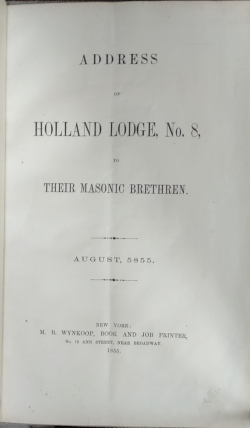 ADDRESS
OF
HOLLAND LODGE, No. 8,
TO
THEIR MASONIC BRETHREN.
AUGUST, 5855.
NEW YORK:
M. B. WYNKOOP, BOOK AND JOB PRINTER,
No. 12 ANN STREET, NEAR BROADWAY.
1855.